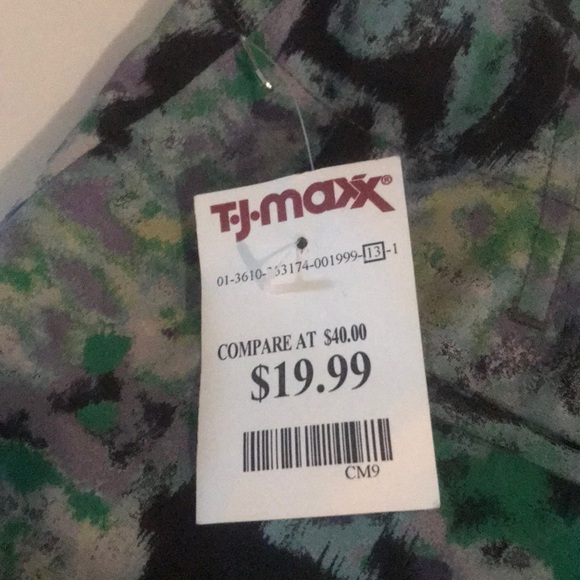 T·J·maxx®
01-3610- 53174-001999-13-1
COMPARE AT $40.00
$19.99
CM9